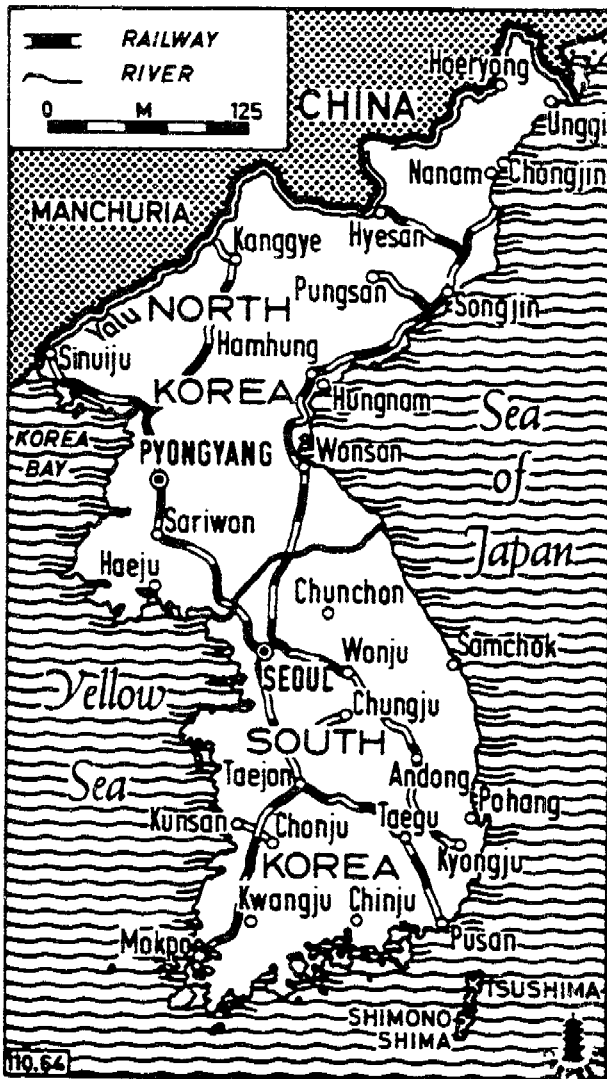 RAILWAY
RIVER
0 M 125
CHINA
Hoeryong
Unggi
Nanam
Chongjin
MANCHURIA
Hyesan
Kanggye
Pungsan
Songjin
NORTH
Yalu
Hamhung
Sinuiju
KOREA
Hungnam
KOREA
BAY
Sea
of
Japan
PYONGYANG
Wonsan
Sariwon
Haeju
Chunchon
Samchok
Wonju
SEOUL
Yellow
Sea
Chungju
SOUTH
Andong
Taejon
Pohang
Kunsan
Chonju
Taegu
KOREA
Kyongju
Kwangju
Chinju
Mokpo
Pusan
TSUSHIMA
SHIMONO
SHIMA
110.64